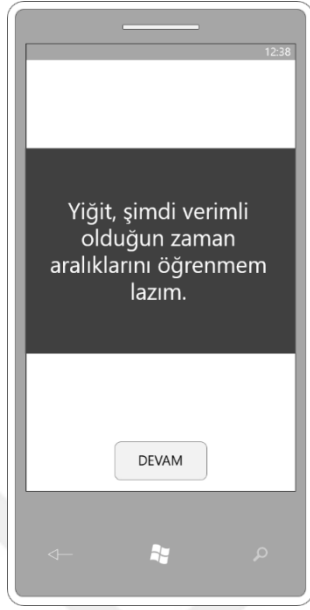 12:38
Yiğit, şimdi verimli
olduğun zaman
aralıklarını öğrenmem
lazım.
DEVAM